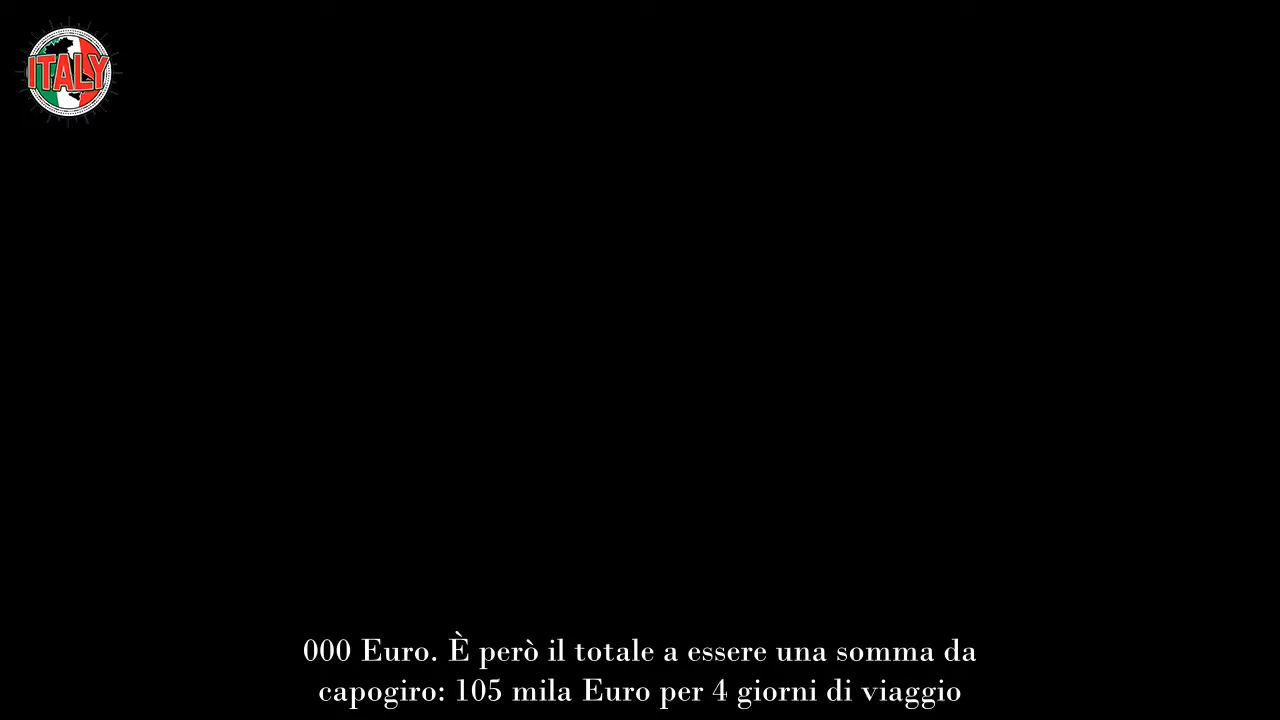 ITALY
000 Euro. È però il totale a essere una somma da
capogiro: 105 mila Euro per 4 giorni di viaggio